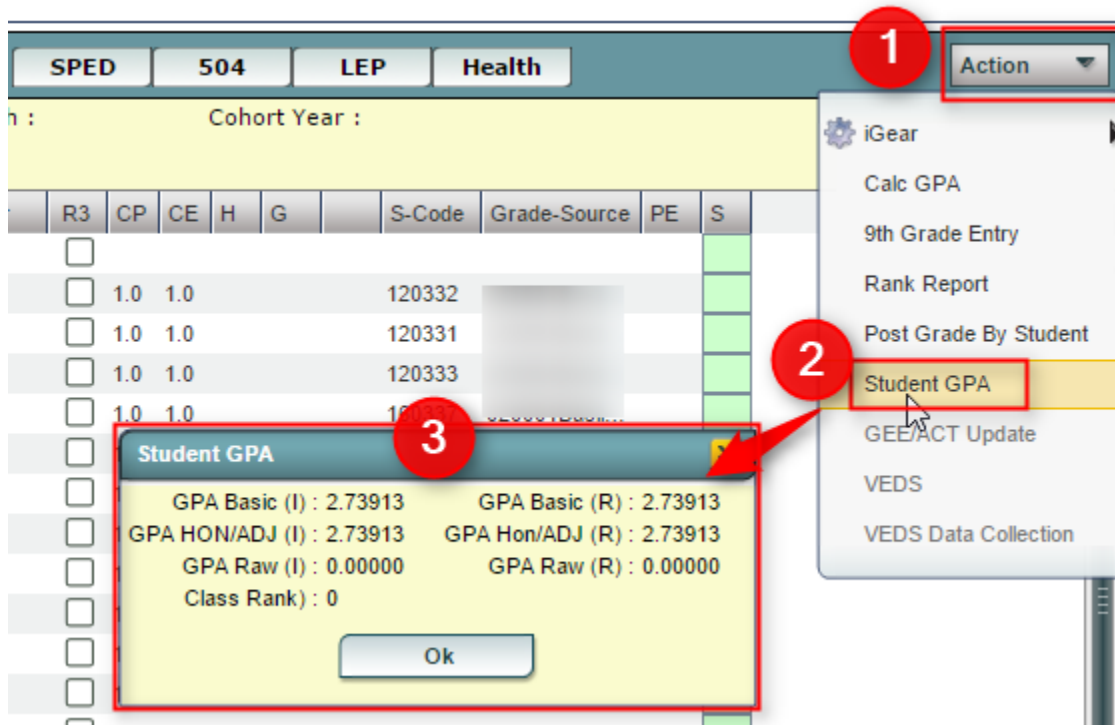 SPED 504 LEP Health Action
1
h : Cohort Year :
iGear
Calc GPA
9th Grade Entry
Rank Report
Post Grade By Student
Student GPA
GEE/ACT Update
VEDS
VEDS Data Collection
2
R3 CP CE H G S-Code Grade-Source PE S
1.0 1.0 120332
1.0 1.0 120331
1.0 1.0 120333
1.0 1.0
3
Student GPA
GPA Basic (I) : 2.73913 GPA Basic (R) : 2.73913
GPA HON/ADJ (I) : 2.73913 GPA Hon/ADJ (R) : 2.73913
GPA Raw (I) : 0.00000 GPA Raw (R) : 0.00000
Class Rank) : 0
Ok